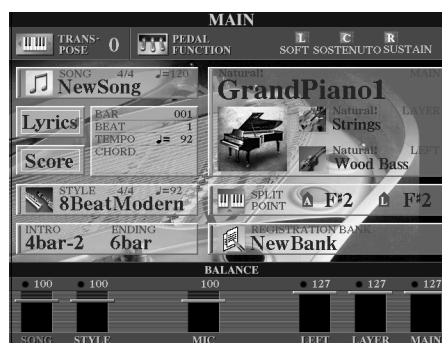 MAIN
TRANS-
POSE 0
PEDAL
FUNCTION
L C R
SOFT SOSTENUTO SUSTAIN
SONG 4/4 ♩=120
NewSong
Natural! MAIN
GrandPiano1
Lyrics
Score
BAR 001
BEAT 1
TEMPO ♩= 92
CHORD
Natural! LAYER
Strings
Natural! LEFT
Wood Bass
STYLE 4/4 ♩=92
8BeatModern
SPLIT
POINT A F♯2 L F♯2
INTRO ENDING
4bar-2 6bar
REGISTRATION BANK
NewBank
BALANCE
100 100 100 127 127 127
SONG STYLE MIC LEFT LAYER MAIN